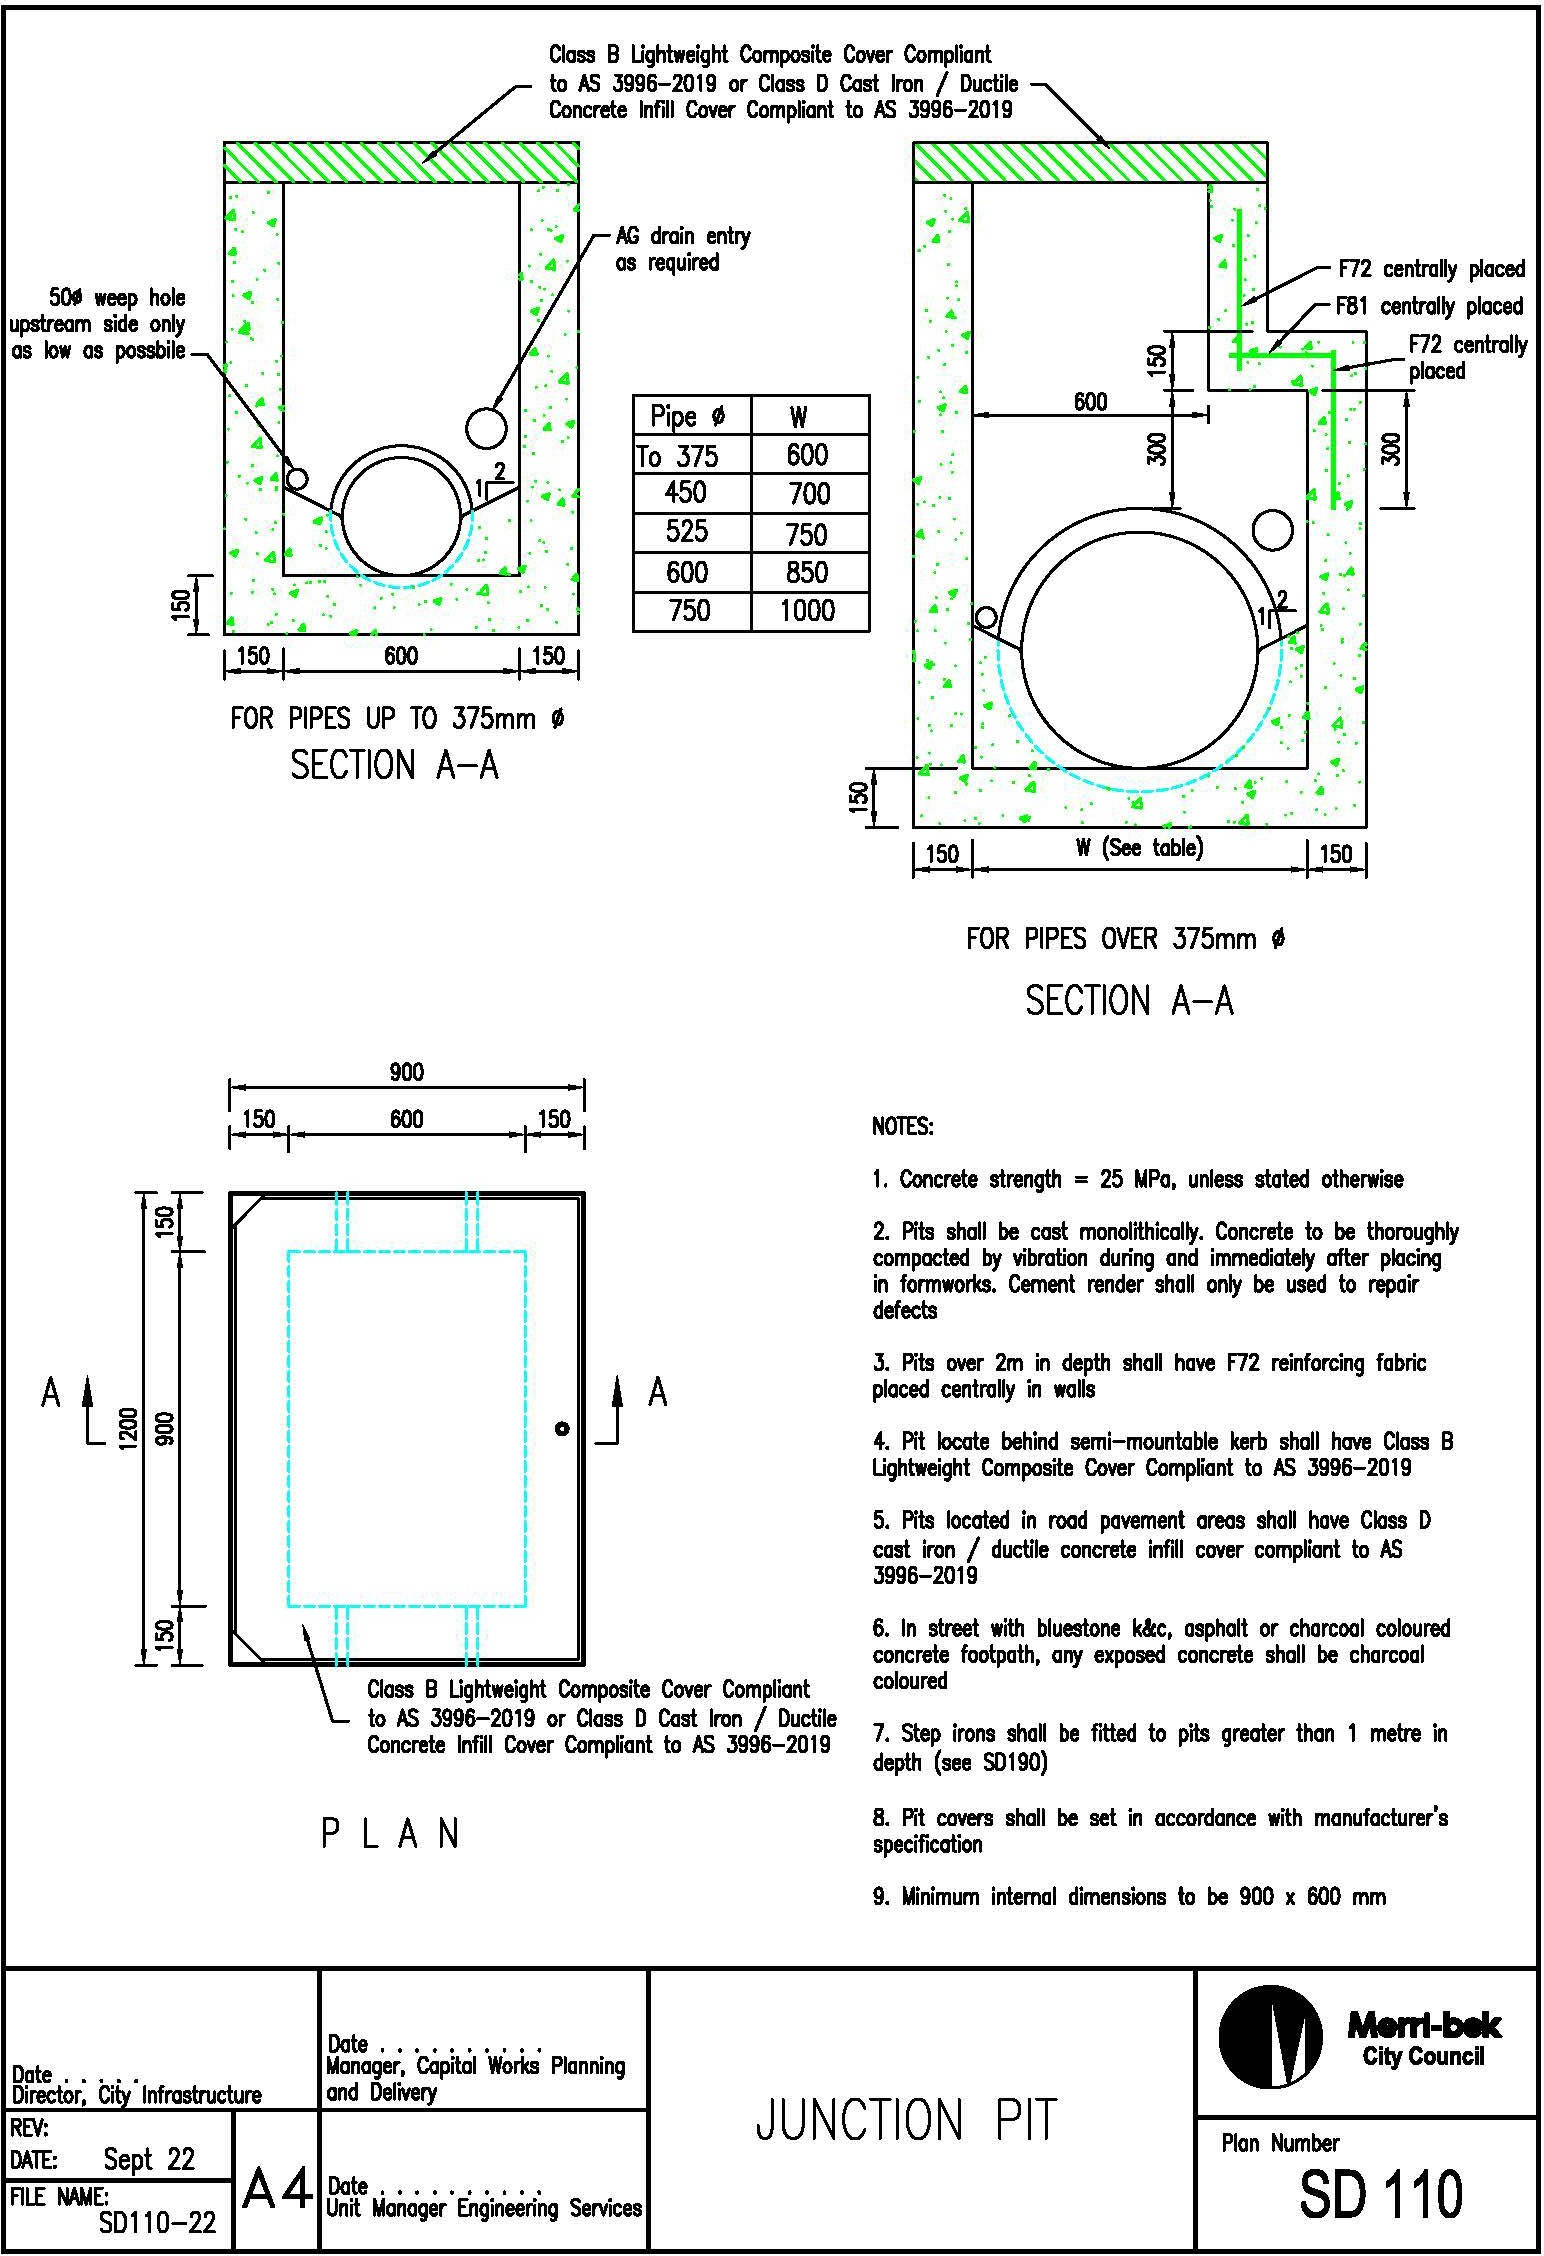 Class B Lightweight Composite Cover Compliant
to AS 3996-2019 or Class D Cast Iron / Ductile
Concrete Infill Cover Compliant to AS 3996-2019
AG drain entry
as required
50ø weep hole
upstream side only
as low as possbile
1
2
150
150
600
150
FOR PIPES UP TO 375mm ø
SECTION A-A
Pipe ø W
To 375 600
450 700
525 750
600 850
750 1000
F72 centrally placed
F81 centrally placed
F72 centrally
placed
150
600
300
300
1
2
150
150
W (See table)
150
FOR PIPES OVER 375mm ø
SECTION A-A
900
150
600
150
150
1200
900
150
A
A
Class B Lightweight Composite Cover Compliant
to AS 3996-2019 or Class D Cast Iron / Ductile
Concrete Infill Cover Compliant to AS 3996-2019
PLAN
NOTES:
1. Concrete strength = 25 MPa, unless stated otherwise
2. Pits shall be cast monolithically. Concrete to be thoroughly
compacted by vibration during and immediately after placing
in formworks. Cement render shall only be used to repair
defects
3. Pits over 2m in depth shall have F72 reinforcing fabric
placed centrally in walls
4. Pit locate behind semi-mountable kerb shall have Class B
Lightweight Composite Cover Compliant to AS 3996-2019
5. Pits located in road pavement areas shall have Class D
cast iron / ductile concrete infill cover compliant to AS
3996-2019
6. In street with bluestone k&c, asphalt or charcoal coloured
concrete footpath, any exposed concrete shall be charcoal
coloured
7. Step irons shall be fitted to pits greater than 1 metre in
depth (see SD190)
8. Pit covers shall be set in accordance with manufacturer's
specification
9. Minimum internal dimensions to be 900 x 600 mm
Date . . . . .
Director, City Infrastructure
Date . . . . . . . . . .
Manager, Capital Works Planning
and Delivery
REV:
DATE: Sept 22
FILE NAME:
SD110-22
A4
Date . . . . . . . . . .
Unit Manager Engineering Services
JUNCTION PIT
Merri-bek
City Council
Plan Number
SD 110